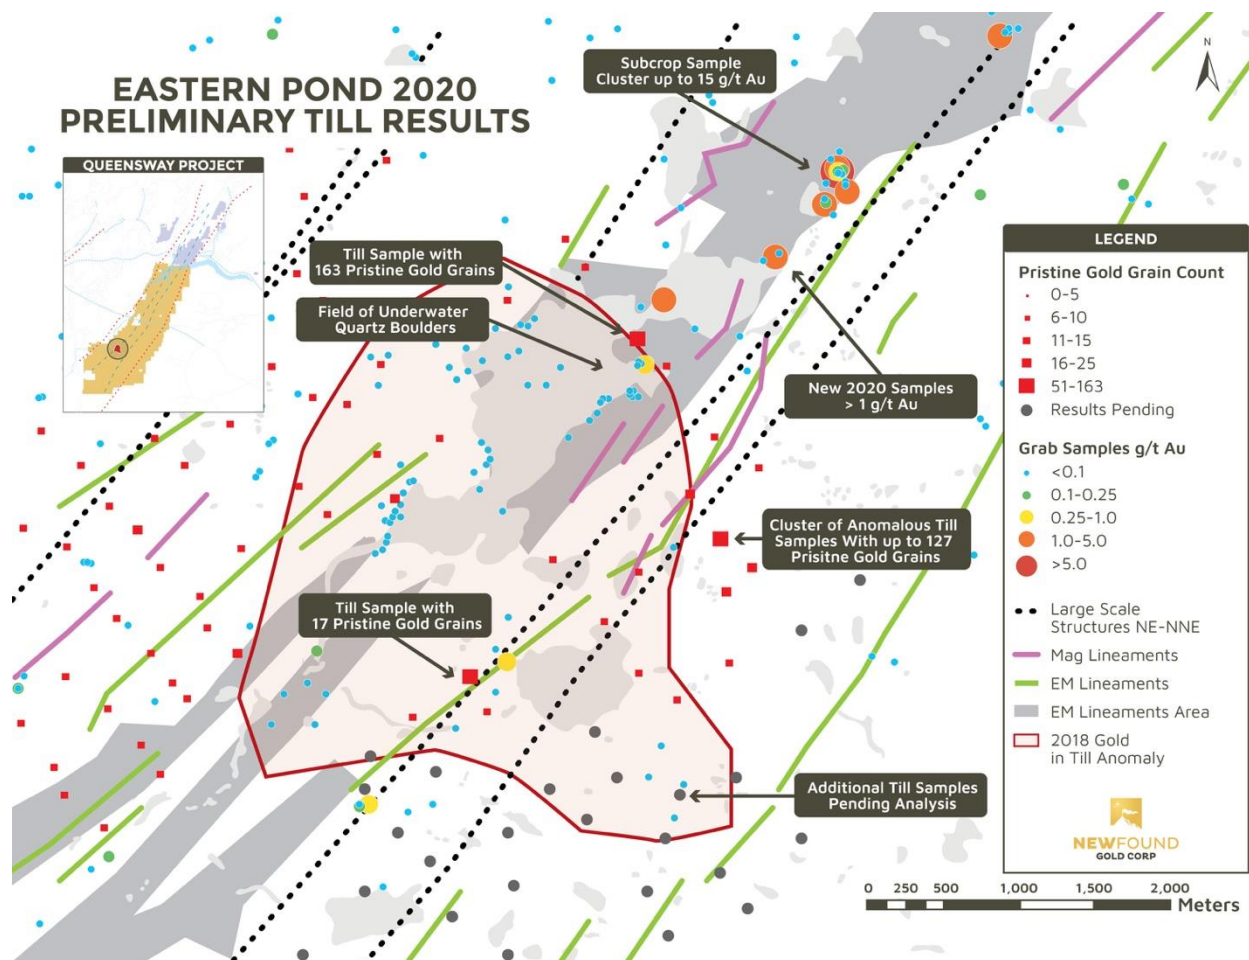 EASTERN POND 2020
PRELIMINARY TILL RESULTS
QUEENSWAY PROJECT
Subcrop Sample
Cluster up to 15 g/t Au
N
Till Sample with
163 Pristine Gold Grains
Field of Underwater
Quartz Boulders
New 2020 Samples
> 1 g/t Au
Cluster of Anomalous Till
Samples With up to 127
Prisitne Gold Grains
Till Sample with
17 Pristine Gold Grains
Additional Till Samples
Pending Analysis
LEGEND
Pristine Gold Grain Count
0-5
6-10
11-15
16-25
51-163
Results Pending
Grab Samples g/t Au
<0.1
0.1-0.25
0.25-1.0
1.0-5.0
>5.0
Large Scale
Structures NE-NNE
Mag Lineaments
EM Lineaments
EM Lineaments Area
2018 Gold
in Till Anomaly
NEWFOUND
GOLD CORP
0 250 500 1,000 1,500 2,000
Meters